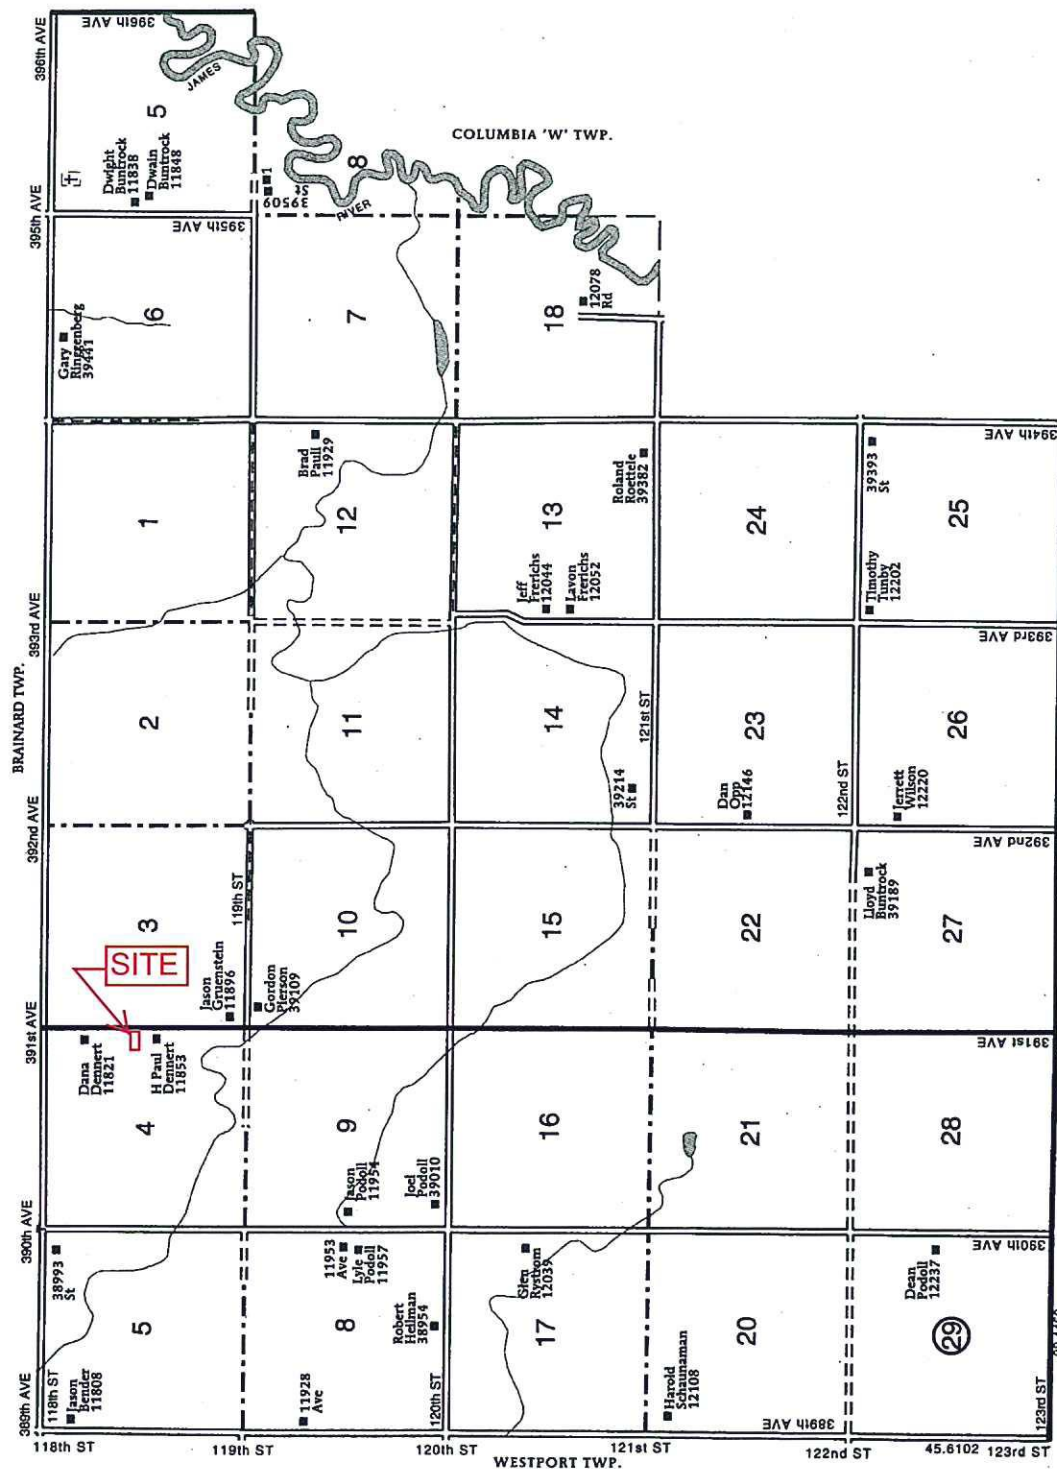 BRAINARD TWP.
389th AVE
390th AVE
391st AVE
392nd AVE
393rd AVE
395th AVE
396th AVE
118th ST
118th ST
119th ST
119th ST
120th ST
120th ST
121st ST
121st ST
122nd ST
122nd ST
123rd ST
123rd ST
45.6102
WESTPORT TWP.
COLUMBIA 'W' TWP.
JAMES
RIVER
SITE
389th AVE
390th AVE
391st AVE
392nd AVE
393rd AVE
394th AVE
395th AVE
396th AVE
5
Jason
Bender
11808
38993
St
4
Dana
Dennert
11821
H Paul
Dennert
11853
3
Jason
Gruenstein
11896
2
1
6
Gary
Ringgenberg
39441
5
Dwight
Buntrock
11838
Dwain
Buntrock
11848
8
11928
Ave
11953
Ave
Lyle
Podoll
11957
Robert
Hellman
38954
9
Jason
Podoll
11954
Joel
Podoll
39010
10
Gordon
Pierson
39109
11
12
Brad
Paull
11929
7
8
39509
St
1
17
Glen
Rystrom
12039
16
15
14
39214
St
13
Jeff
Frerichs
12044
Lavon
Frerichs
12052
Roland
Roettele
39382
18
12078
Rd
20
Harold
Schaunaman
12108
21
22
23
Dan
Opp
12146
24
29
Dean
Podoll
12237
28
27
Lloyd
Buntrock
39189
26
Jerrett
Wilson
12220
25
Timothy
Tunby
12202
39393
St